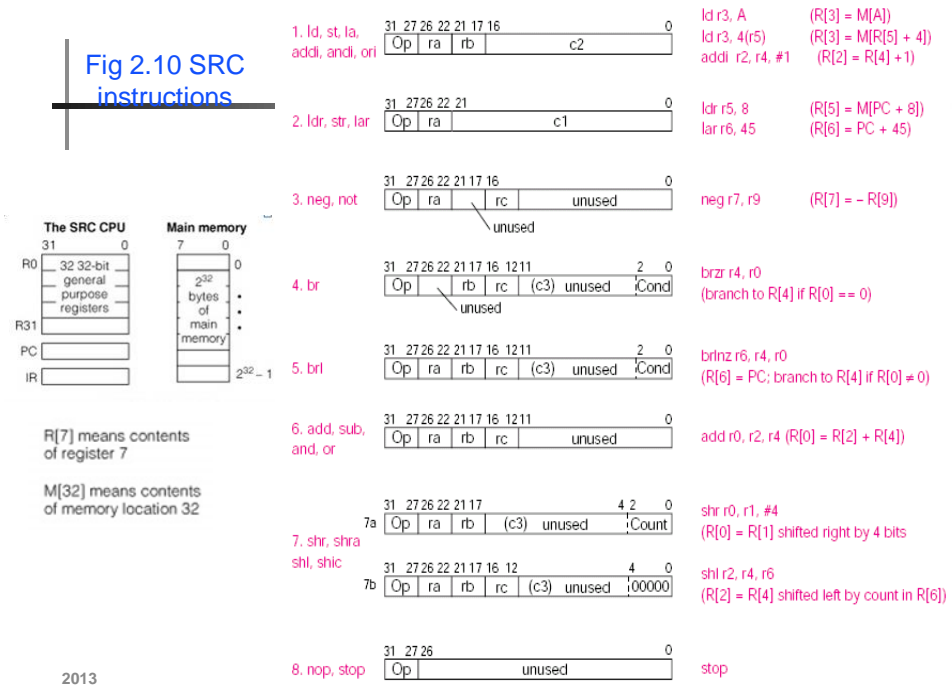 Fig 2.10 SRC
instructions
The SRC CPU
31 0
R0
32 32-bit
general
purpose
registers
R31
PC
IR
Main memory
7 0
0
2³²
bytes
of
main
memory
2³² – 1
R[7] means contents
of register 7
M[32] means contents
of memory location 32
2013
1. ld, st, la,
addi, andi, ori
31 27 26 22 21 17 16 0
Op ra rb c2
ld r3, A (R[3] = M[A])
ld r3, 4(r5) (R[3] = M[R[5] + 4])
addi r2, r4, #1 (R[2] = R[4] +1)
2. ldr, str, lar
31 27 26 22 21 0
Op ra c1
ldr r5, 8 (R[5] = M[PC + 8])
lar r6, 45 (R[6] = PC + 45)
3. neg, not
31 27 26 22 21 17 16 0
Op ra rc unused
unused
neg r7, r9 (R[7] = – R[9])
4. br
31 27 26 22 21 17 16 12 11 2 0
Op rb rc (c3) unused Cond
unused
brzr r4, r0
(branch to R[4] if R[0] == 0)
5. brl
31 27 26 22 21 17 16 12 11 2 0
Op ra rb rc (c3) unused Cond
brlnz r6, r4, r0
(R[6] = PC; branch to R[4] if R[0] ≠ 0)
6. add, sub,
and, or
31 27 26 22 21 17 16 12 11 0
Op ra rb rc unused
add r0, r2, r4 (R[0] = R[2] + R[4])
7. shr, shra
shl, shic
7a
31 27 26 22 21 17 4 2 0
Op ra rb (c3) unused Count
shr r0, r1, #4
(R[0] = R[1] shifted right by 4 bits
7b
31 27 26 22 21 17 16 12 4 0
Op ra rb rc (c3) unused 00000
shl r2, r4, r6
(R[2] = R[4] shifted left by count in R[6])
8. nop, stop
31 27 26 0
Op unused
stop